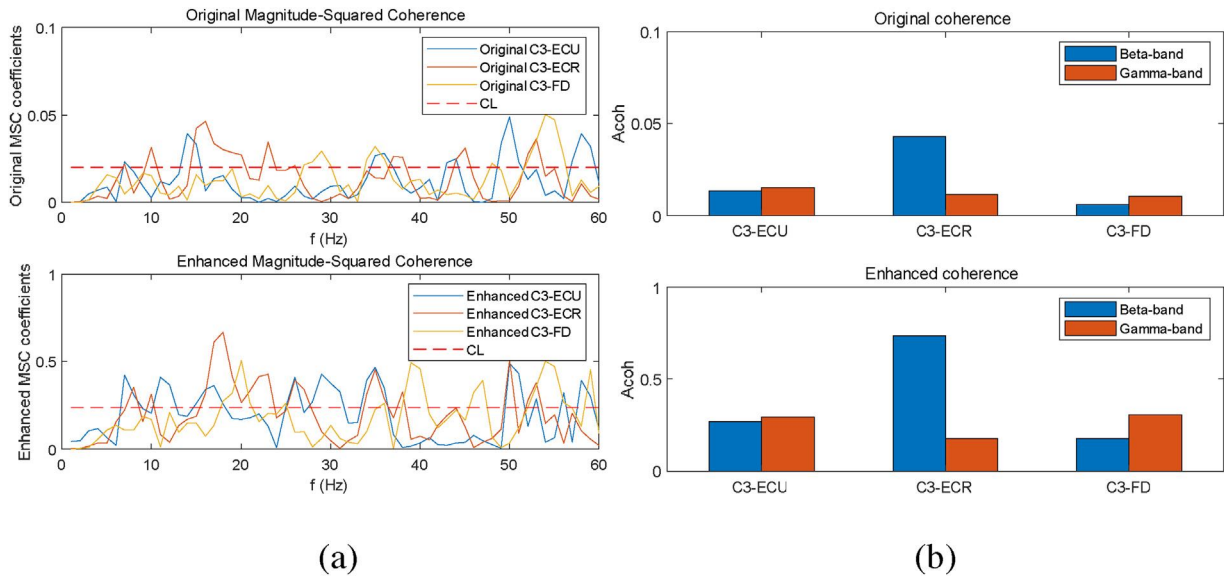 Original Magnitude-Squared Coherence
Original MSC coefficients
0.1
0.05
0
Original C3-ECU
Original C3-ECR
Original C3-FD
CL
0 10 20 30 40 50 60
f (Hz)
Enhanced Magnitude-Squared Coherence
Enhanced MSC coefficients
1
0.5
0
Enhanced C3-ECU
Enhanced C3-ECR
Enhanced C3-FD
CL
0 10 20 30 40 50 60
f (Hz)
(a)
Original coherence
Acoh
0.1
0.05
0
Beta-band
Gamma-band
C3-ECU C3-ECR C3-FD
Enhanced coherence
Acoh
1
0.5
0
Beta-band
Gamma-band
C3-ECU C3-ECR C3-FD
(b)